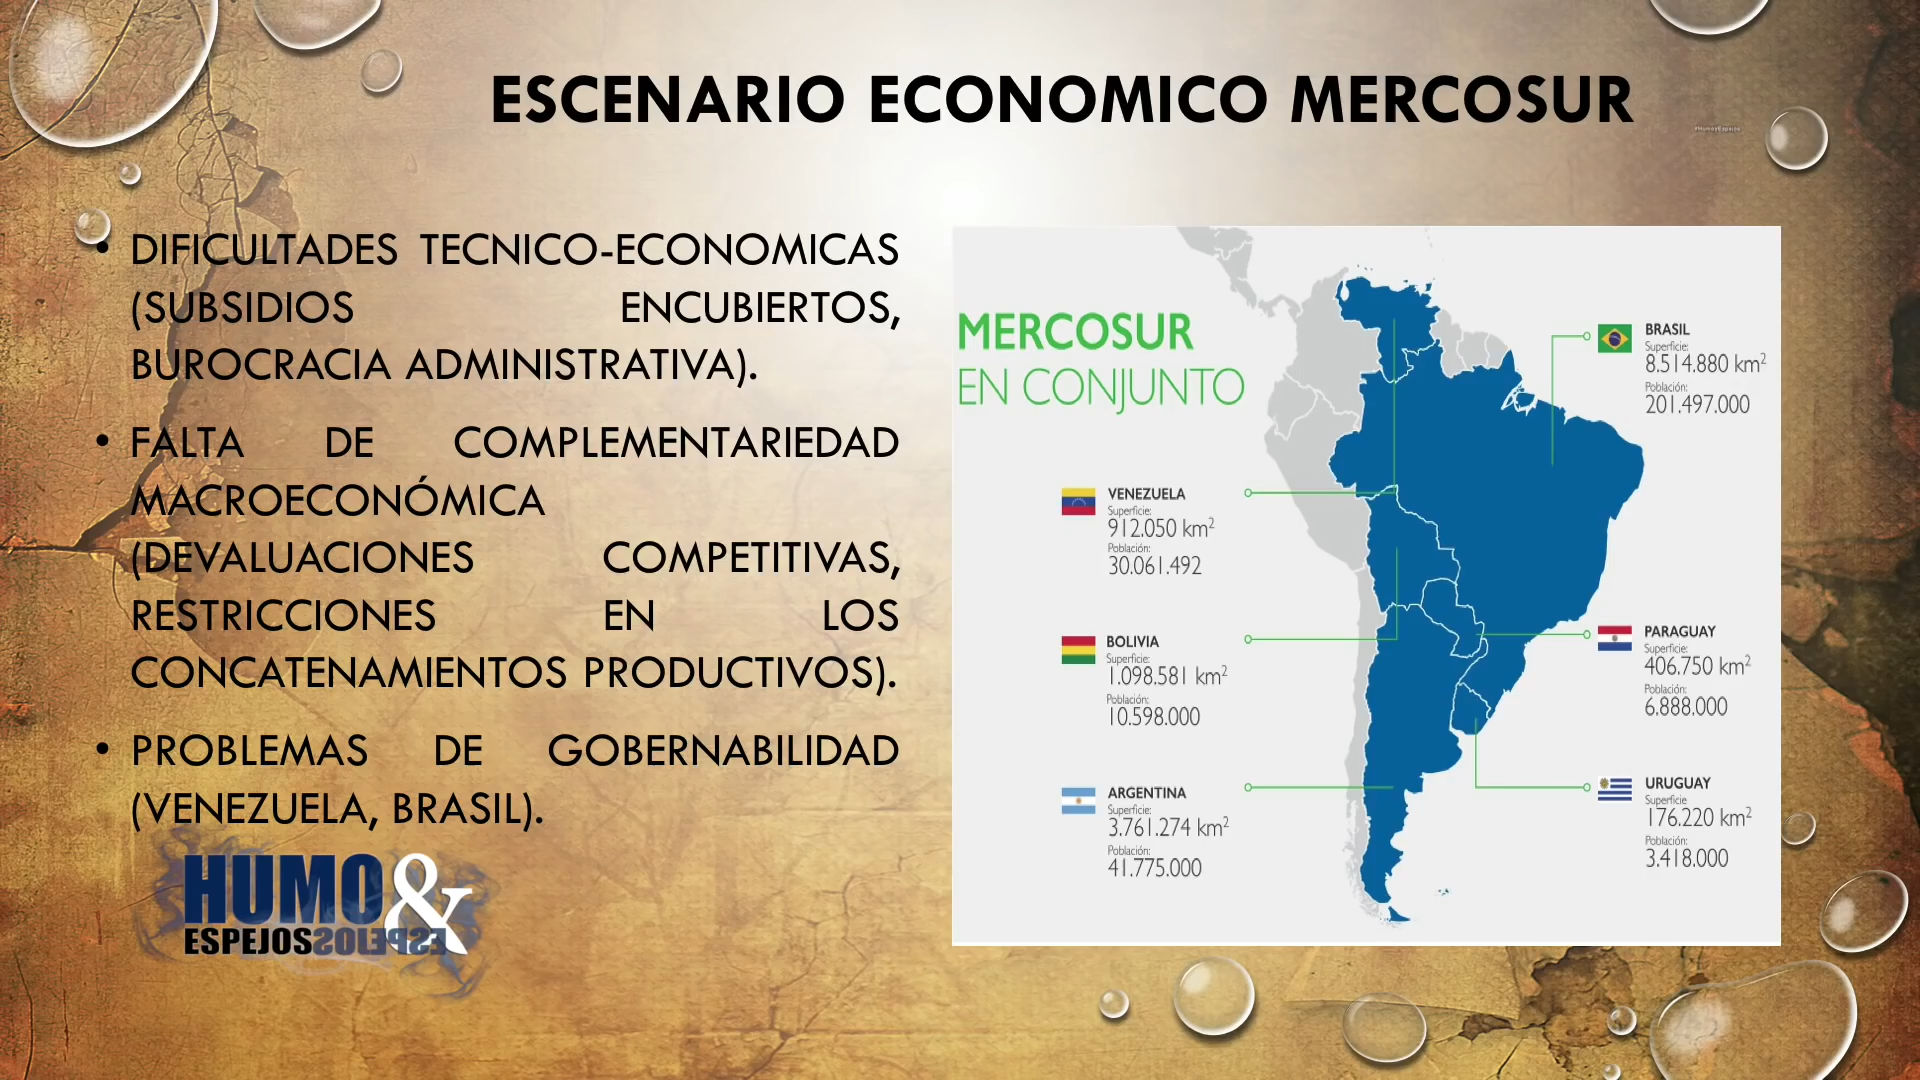 ESCENARIO ECONOMICO MERCOSUR
#HumoyEspejos
• DIFICULTADES TECNICO-ECONOMICAS
(SUBSIDIOS ENCUBIERTOS,
BUROCRACIA ADMINISTRATIVA).
• FALTA DE COMPLEMENTARIEDAD
MACROECONÓMICA
(DEVALUACIONES COMPETITIVAS,
RESTRICCIONES EN LOS
CONCATENAMIENTOS PRODUCTIVOS).
• PROBLEMAS DE GOBERNABILIDAD
(VENEZUELA, BRASIL).
HUMO&
ESPEJOS
ESPEJOS
MERCOSUR
EN CONJUNTO
VENEZUELA
Superficie:
912.050 km²
Población:
30.061.492
BOLIVIA
Superficie:
1.098.581 km²
Población:
10.598.000
ARGENTINA
Superficie:
3.761.274 km²
Población:
41.775.000
BRASIL
Superficie:
8.514.880 km²
Población:
201.497.000
PARAGUAY
Superficie:
406.750 km²
Población:
6.888.000
URUGUAY
Superficie
176.220 km²
Población:
3.418.000